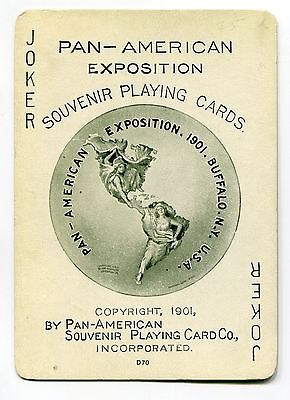 JOKER
PAN-AMERICAN
EXPOSITION
SOUVENIR PLAYING CARDS.
PAN-AMERICAN EXPOSITION. 1901. BUFFALO. N.Y. U.S.A.
COPYRIGHT, 1901,
BY PAN-AMERICAN
SOUVENIR PLAYING CARD CO.,
INCORPORATED.
D70
JOKER